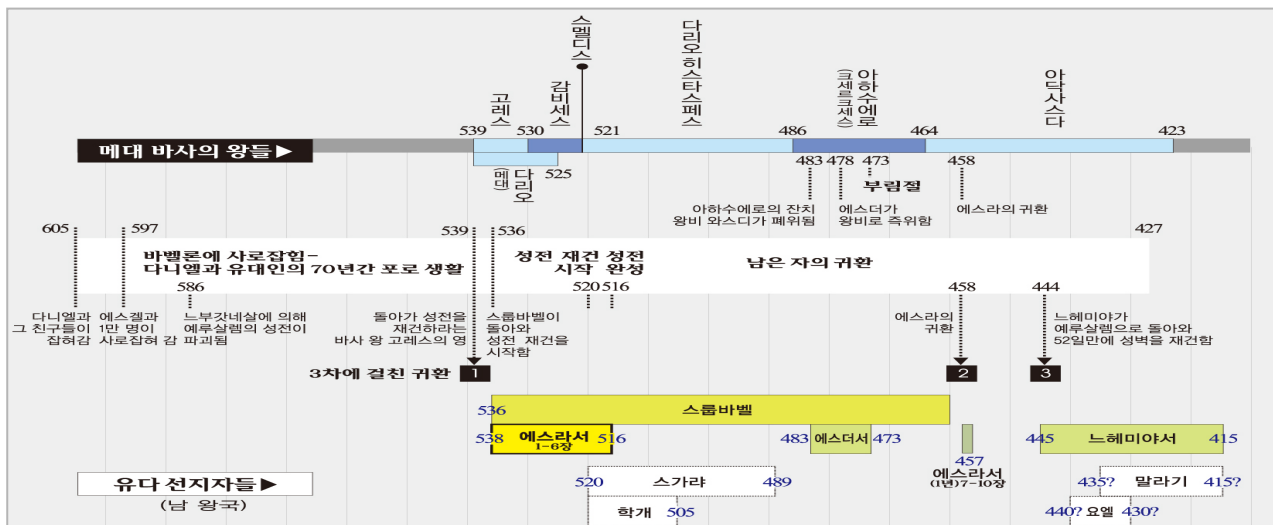 스멜디스
다리오히스타스페스
고레스
감비세스
아하수에로
(크세르크세스)
아닥사스다
539
530
521
486
464
423
메대 바사의 왕들 ▶
525
다리오
(메대)
483
478
473
458
부림절
아하수에로의 잔치
왕비 와스디가 폐위됨
에스더가
왕비로 즉위함
에스라의 귀환
605
597
539
536
427
바벨론에 사로잡힘–
다니엘과 유대인의 70년간 포로 생활
성전 재건
시작
성전
완성
남은 자의 귀환
586
520
516
458
444
다니엘과
그 친구들이
잡혀감
에스겔과
1만 명이
사로잡혀 감
느부갓네살에 의해
예루살렘의 성전이
파괴됨
돌아가 성전을
재건하라는
바사 왕 고레스의 영
스룹바벨이
돌아와
성전 재건을
시작함
에스라의
귀환
느헤미야가
예루살렘으로 돌아와
52일만에 성벽을 재건함
3차에 걸친 귀환
1
2
3
536
스룹바벨
538
에스라서
1-6장
516
483
에스더서
473
445
느헤미야서
415
457
에스라서
(1년)7-10장
유다 선지자들 ▶
(남 왕국)
520
스가랴
489
435?
말라기
415?
학개
505
440?
요엘
430?